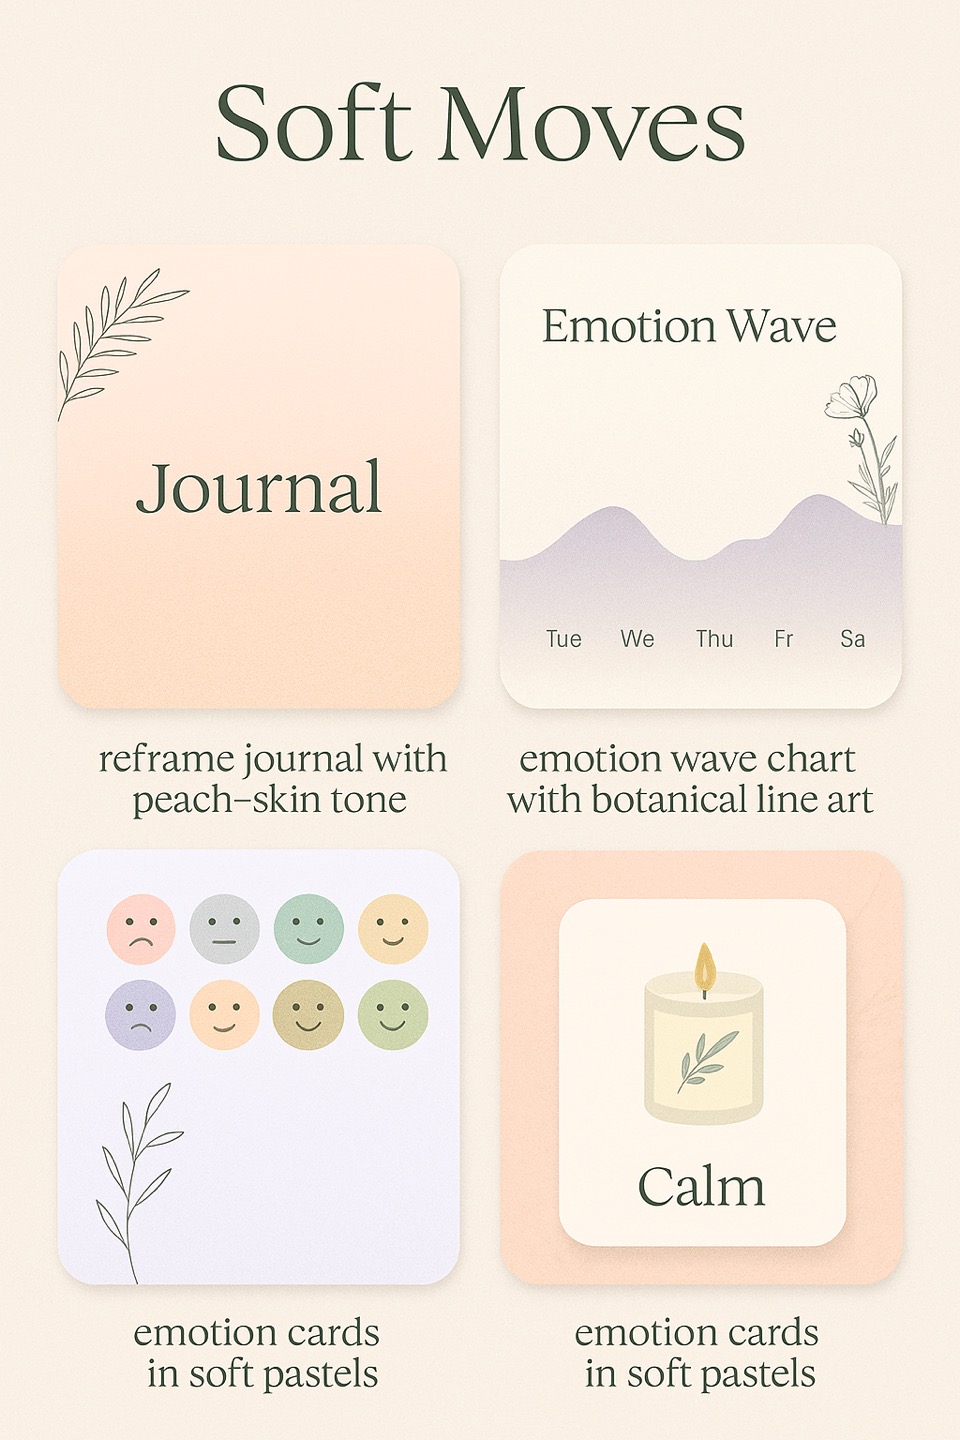 Soft Moves
Journal
Emotion Wave
Tue We Thu Fr Sa
reframe journal with
peach–skin tone
emotion wave chart
with botanical line art
Calm
emotion cards
in soft pastels
emotion cards
in soft pastels